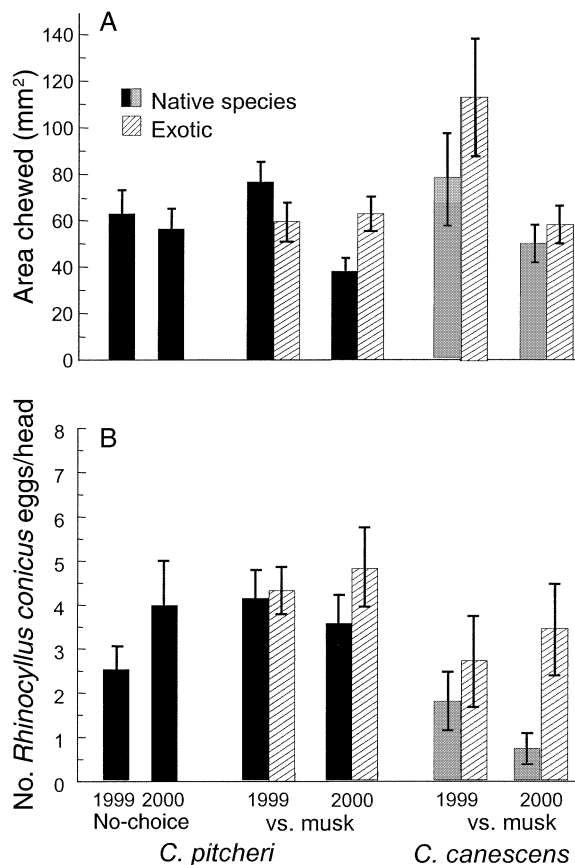 A
Area chewed (mm²)
140
120
100
80
60
40
20
0
Native species
Exotic
B
No. Rhinocyllus conicus eggs/head
8
7
6
5
4
3
2
1
0
1999 2000 1999 2000 1999 2000
No-choice vs. musk vs. musk
C. pitcheri C. canescens